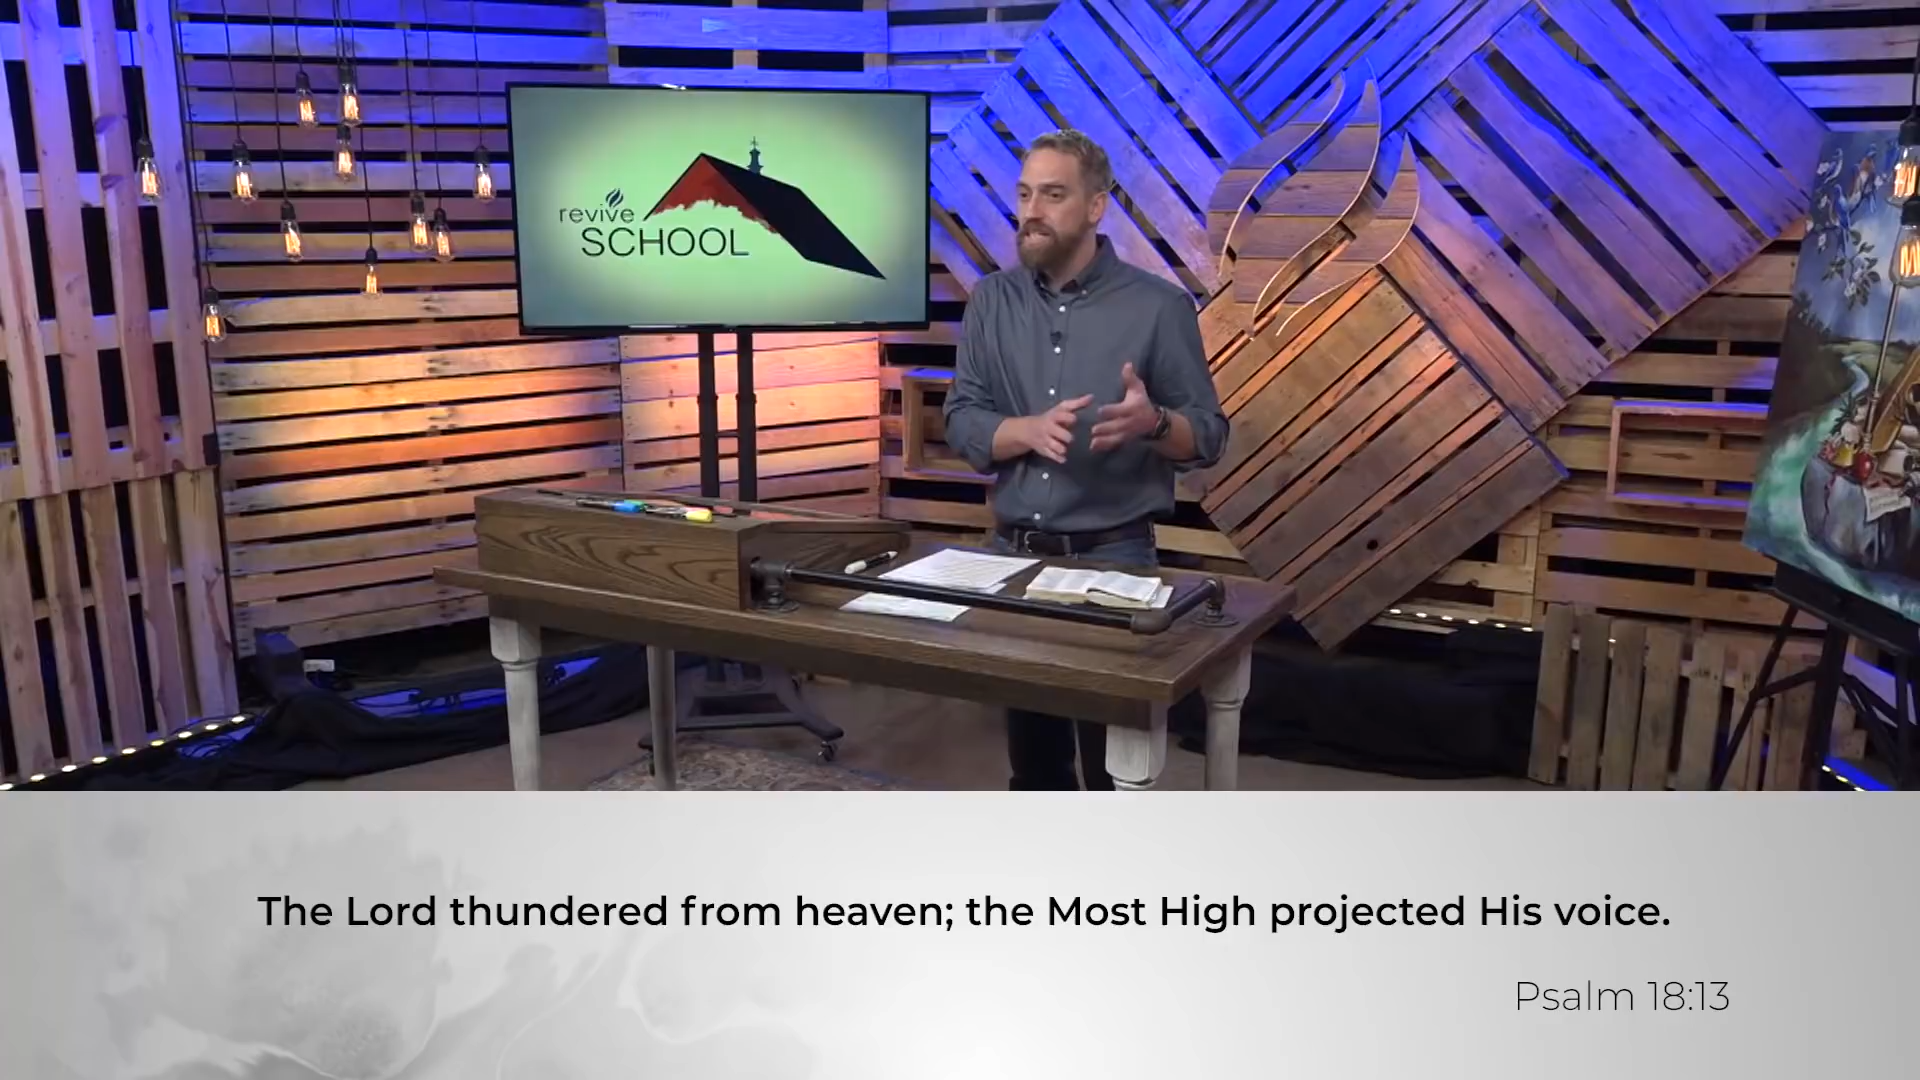 revive
SCHOOL
The Lord thundered from heaven; the Most High projected His voice.
Psalm 18:13